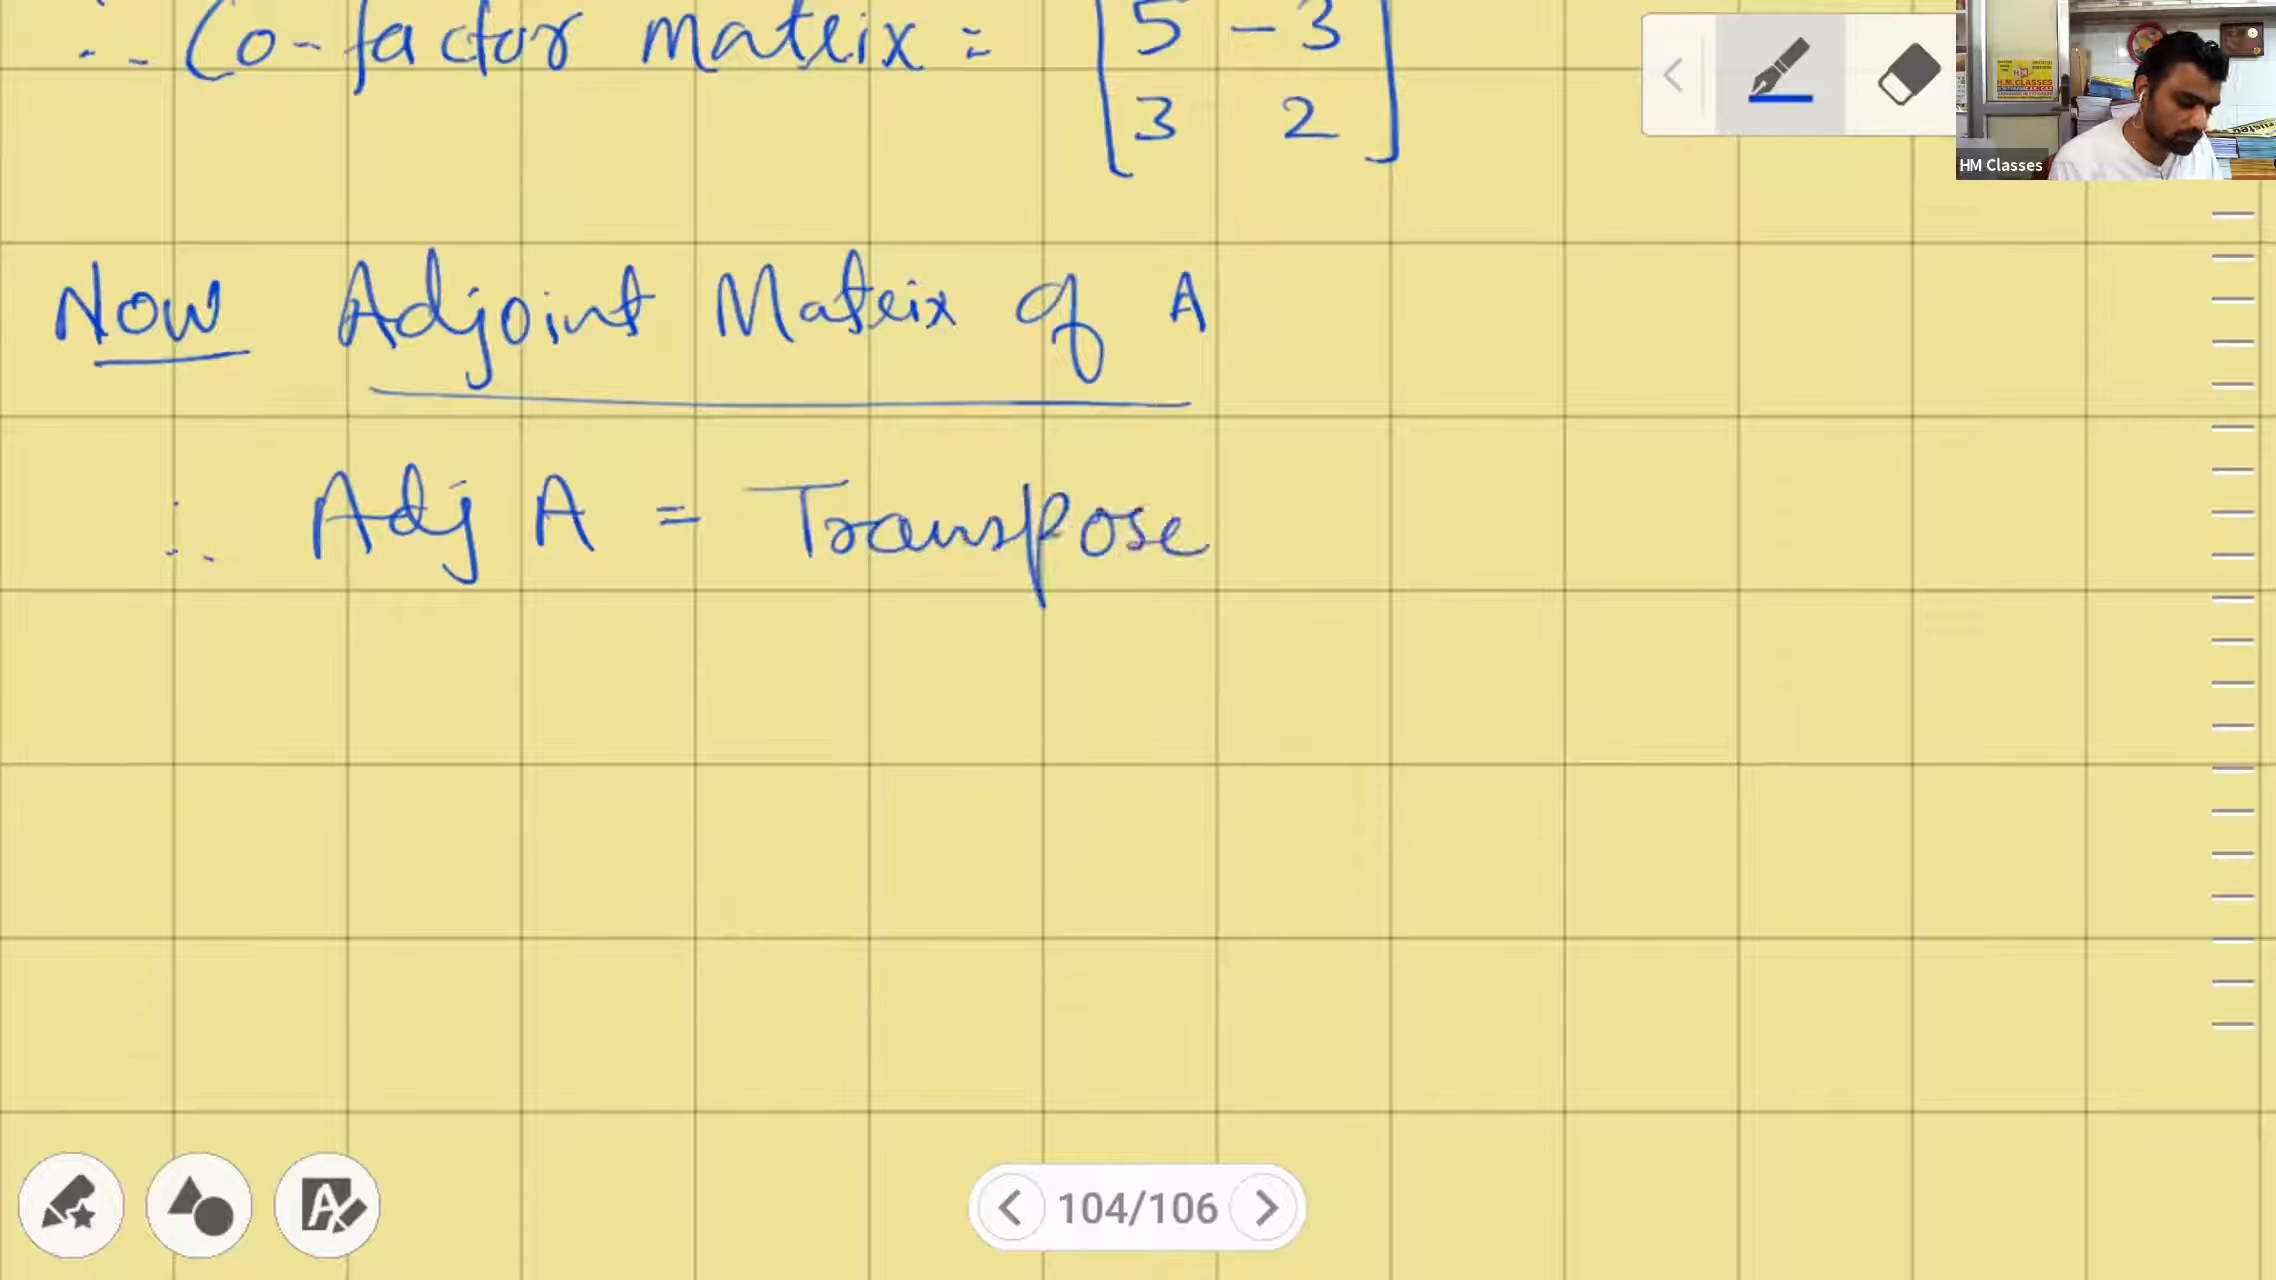 ∴ Co-factor matrix = [5 -3
3 2]
HM Classes
Now Adjoint Matrix of A
∴ Adj A = Transpose
104/106